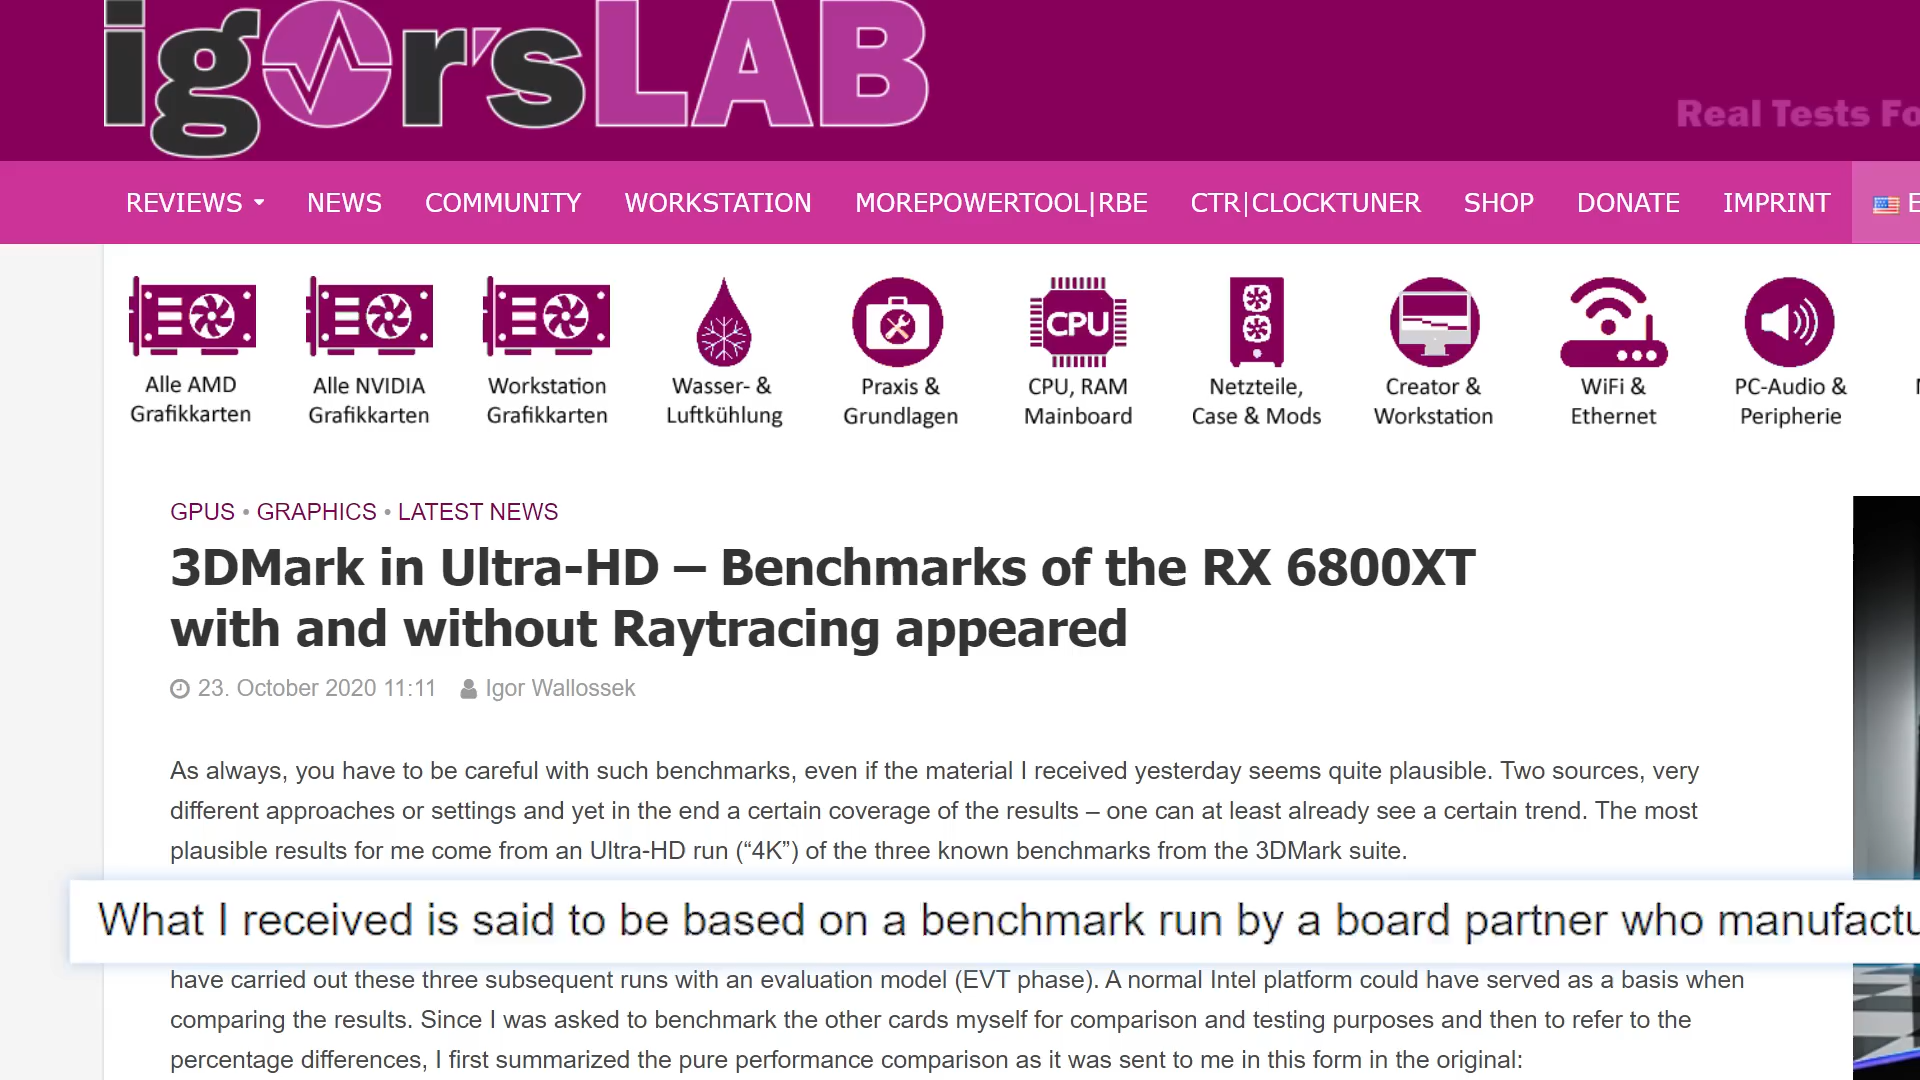 igor'sLAB
Real Tests Fo
REVIEWS
NEWS
COMMUNITY
WORKSTATION
MOREPOWERTOOL|RBE
CTR|CLOCKTUNER
SHOP
DONATE
IMPRINT
E
Alle AMD
Grafikkarten
Alle NVIDIA
Grafikkarten
Workstation
Grafikkarten
Wasser- &
Luftkühlung
Praxis &
Grundlagen
CPU
CPU, RAM
Mainboard
Netzteile,
Case & Mods
Creator &
Workstation
WiFi &
Ethernet
PC-Audio &
Peripherie
GPUS • GRAPHICS • LATEST NEWS
3DMark in Ultra-HD – Benchmarks of the RX 6800XT
with and without Raytracing appeared
23. October 2020 11:11 Igor Wallossek
As always, you have to be careful with such benchmarks, even if the material I received yesterday seems quite plausible. Two sources, very
different approaches or settings and yet in the end a certain coverage of the results – one can at least already see a certain trend. The most
plausible results for me come from an Ultra-HD run (“4K”) of the three known benchmarks from the 3DMark suite.
What I received is said to be based on a benchmark run by a board partner who manufactu
have carried out these three subsequent runs with an evaluation model (EVT phase). A normal Intel platform could have served as a basis when
comparing the results. Since I was asked to benchmark the other cards myself for comparison and testing purposes and then to refer to the
percentage differences, I first summarized the pure performance comparison as it was sent to me in this form in the original: